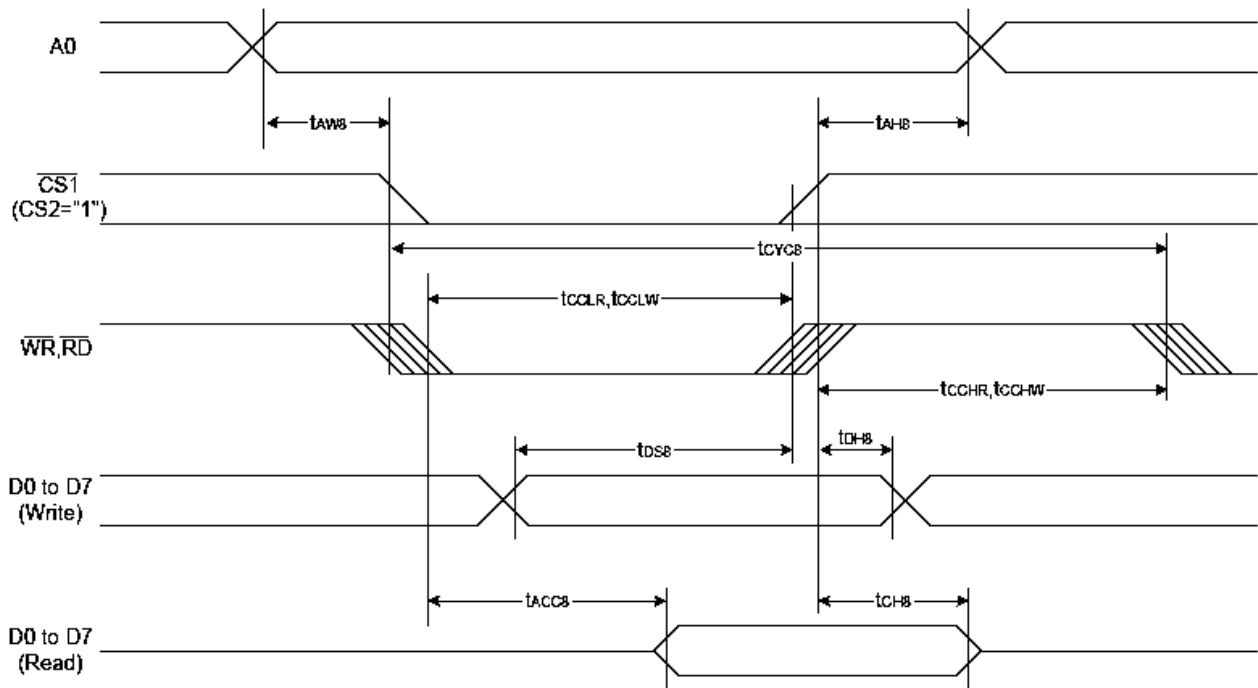 A0
tAW8
tAH8
CS1
(CS2="1")
tCYC8
tCCLR,tCCLW
WR,RD
tCCHR,tCCHW
tDS8
tDH8
D0 to D7
(Write)
tACC8
tCH8
D0 to D7
(Read)